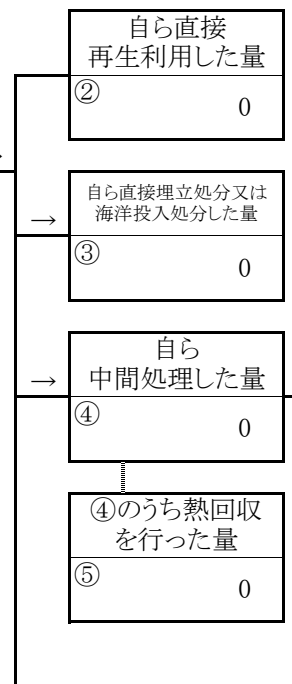 自ら直接
再生利用した量
②
0
自ら直接埋立処分又は
海洋投入処分した量
→
③
0
自ら
中間処理した量
→
④
0
④のうち熱回収
を行った量
⑤
0